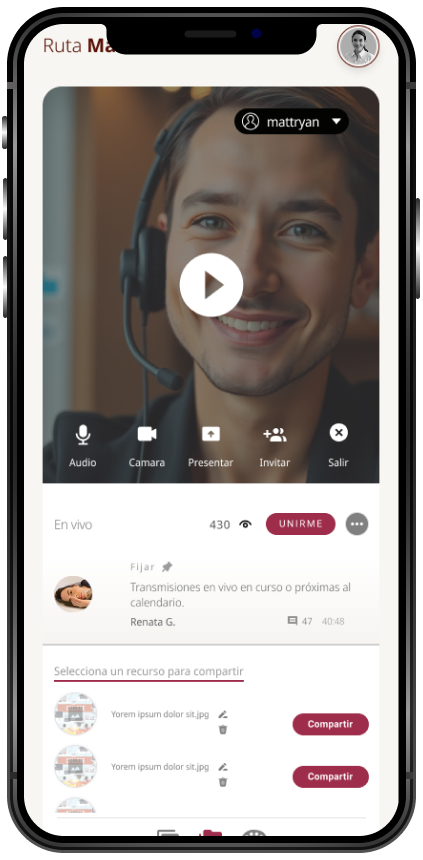 Ruta Ma
mattryan
Audio Camara Presentar Invitar Salir
En vivo 430 UNIRME
Fijar
Transmisiones en vivo en curso o próximas al
calendario.
Renata G. 47 40:48
Selecciona un recurso para compartir
Yorem ipsum dolor sit.jpg Compartir
Yorem ipsum dolor sit.jpg Compartir